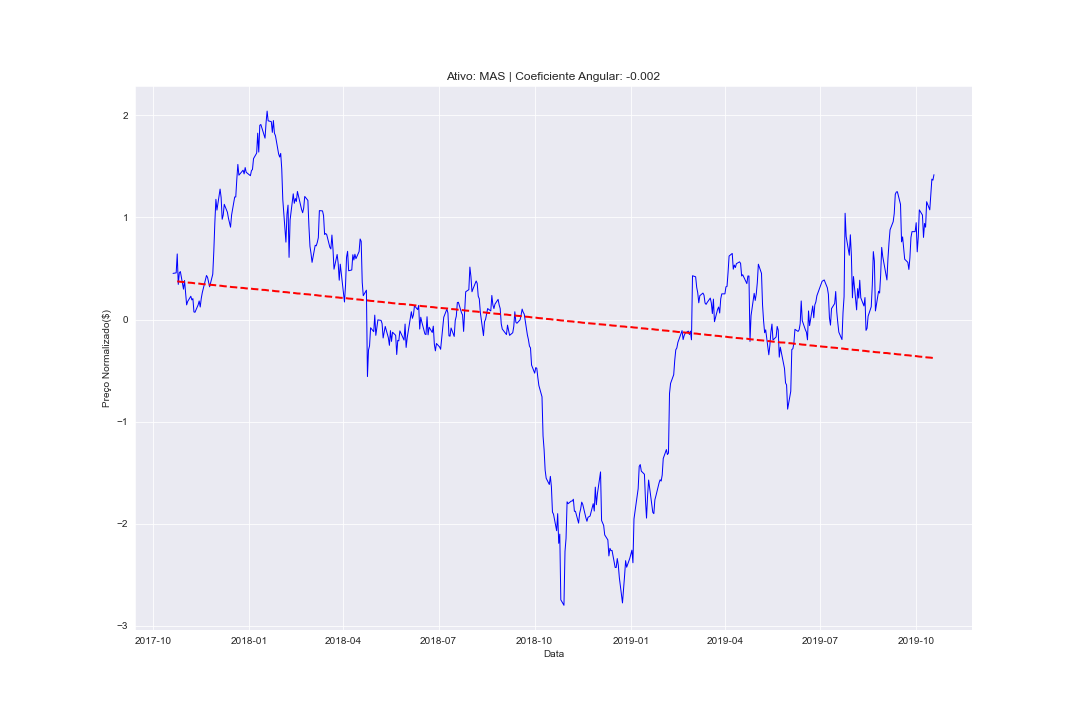 Ativo: MAS | Coeficiente Angular: -0.002
Preço Normalizado($)
2
1
0
−1
−2
−3
2017-10 2018-01 2018-04 2018-07 2018-10 2019-01 2019-04 2019-07 2019-10
Data